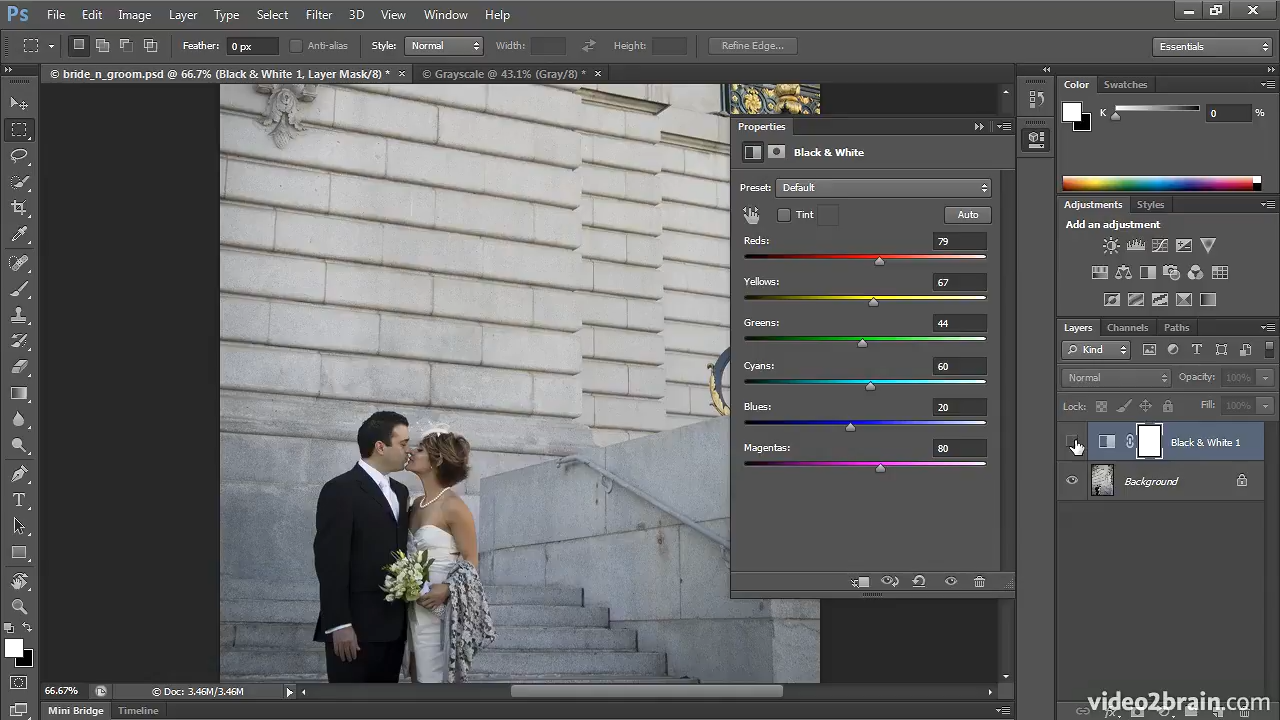 Ps File Edit Image Layer Type Select Filter 3D View Window Help
Feather: 0 px Anti-alias Style: Normal Width: Height: Refine Edge... Essentials
© bride_n_groom.psd @ 66.7% (Black & White 1, Layer Mask/8) * × © Grayscale @ 43.1% (Gray/8) * ×
Color Swatches
K 0 %
Properties
Black & White
Preset: Default
Tint Auto
Reds: 79
Yellows: 67
Greens: 44
Cyans: 60
Blues: 20
Magentas: 80
Adjustments Styles
Add an adjustment
Layers Channels Paths
Kind
Normal Opacity: 100%
Lock: Fill: 100%
Black & White 1
Background
66.67% © Doc: 3.46M/3.46M
Mini Bridge Timeline
video2brain.com